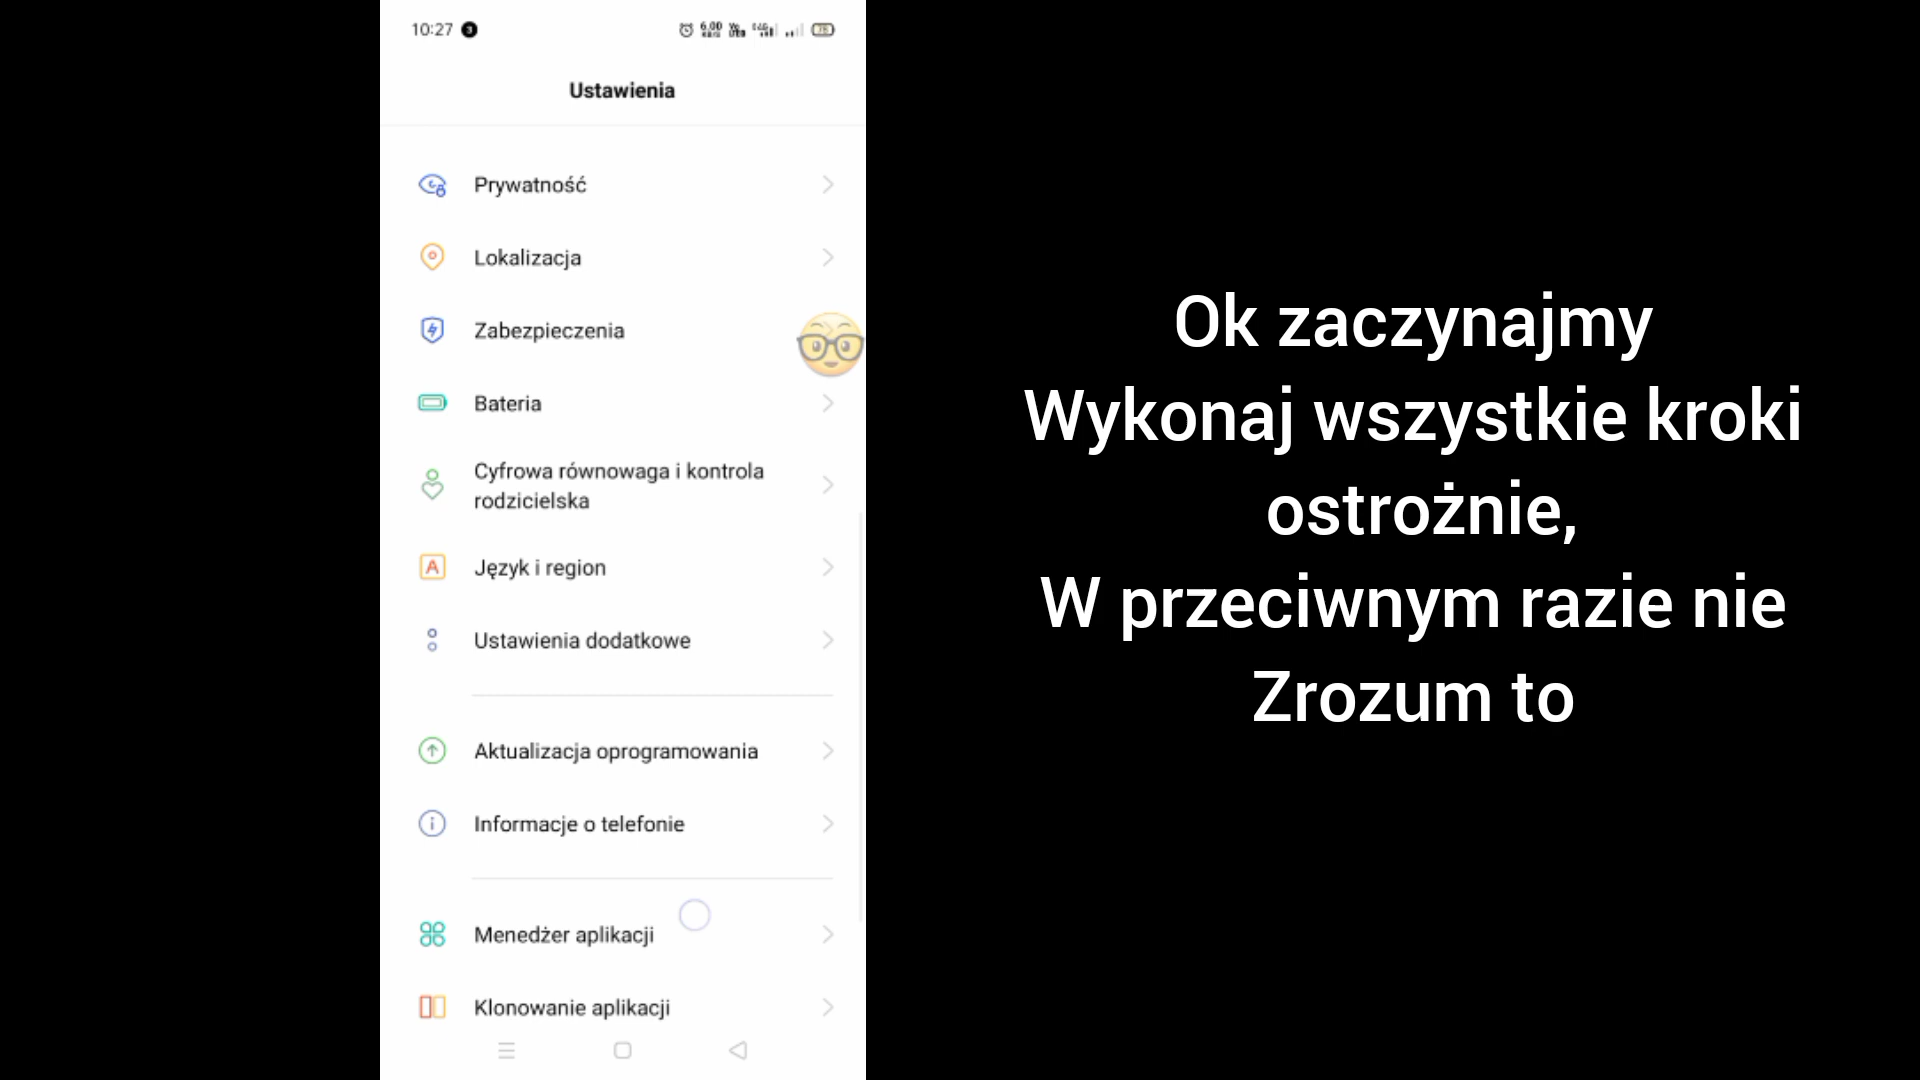 10:27
Ustawienia
Prywatność
Lokalizacja
Zabezpieczenia
Bateria
Cyfrowa równowaga i kontrola
rodzicielska
Język i region
Ustawienia dodatkowe
Aktualizacja oprogramowania
Informacje o telefonie
Menedżer aplikacji
Klonowanie aplikacji
Ok zaczynajmy
Wykonaj wszystkie kroki
ostrożnie,
W przeciwnym razie nie
Zrozum to